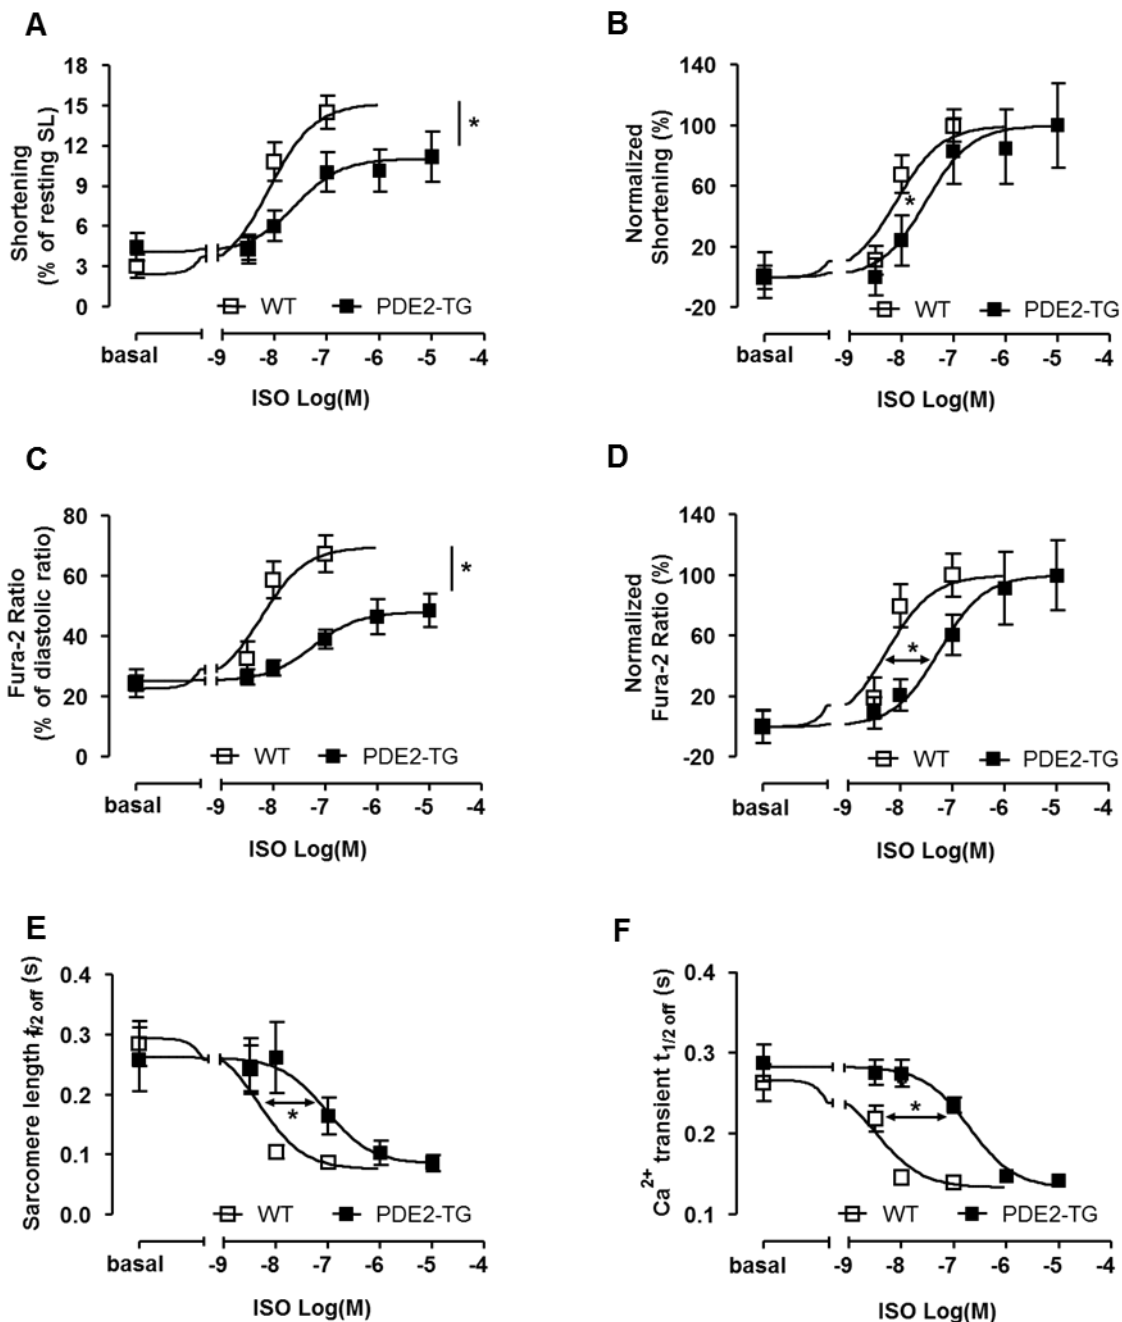 A
Shortening
(% of resting SL)
18
15
12
9
6
3
0
*
WT
PDE2-TG
basal
-9
-8
-7
-6
-5
-4
ISO Log(M)
B
Normalized
Shortening (%)
140
100
60
20
-20
*
WT
PDE2-TG
basal
-9
-8
-7
-6
-5
-4
ISO Log(M)
C
Fura-2 Ratio
(% of diastolic ratio)
80
60
40
20
0
*
WT
PDE2-TG
basal
-9
-8
-7
-6
-5
-4
ISO Log(M)
D
Normalized
Fura-2 Ratio (%)
140
100
60
20
-20
*
WT
PDE2-TG
basal
-9
-8
-7
-6
-5
-4
ISO Log(M)
E
Sarcomere length t1/2 off (s)
0.4
0.3
0.2
0.1
0.0
*
WT
PDE2-TG
basal
-9
-8
-7
-6
-5
-4
ISO Log(M)
F
Ca2+ transient t1/2 off (s)
0.4
0.3
0.2
0.1
*
WT
PDE2-TG
basal
-9
-8
-7
-6
-5
-4
ISO Log(M)